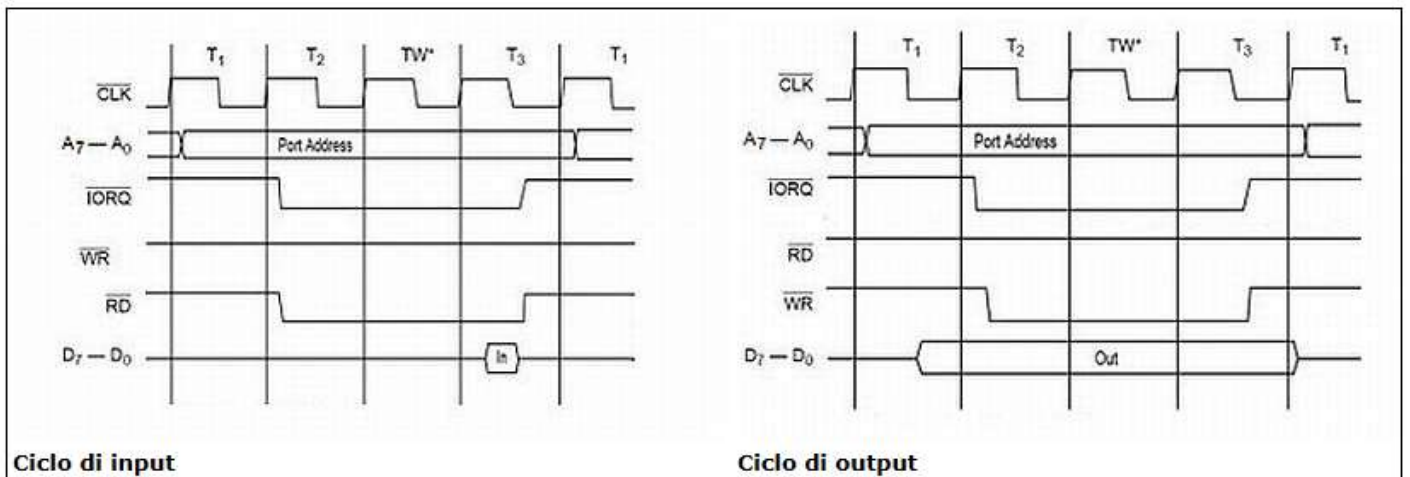 T₁ T₂ TW* T₃ T₁
CLK
A₇ — A₀ Port Address
IORQ
WR
RD
D₇ — D₀ In
Ciclo di input
T₁ T₂ TW* T₃ T₁
CLK
A₇ — A₀ Port Address
IORQ
RD
WR
D₇ — D₀ Out
Ciclo di output